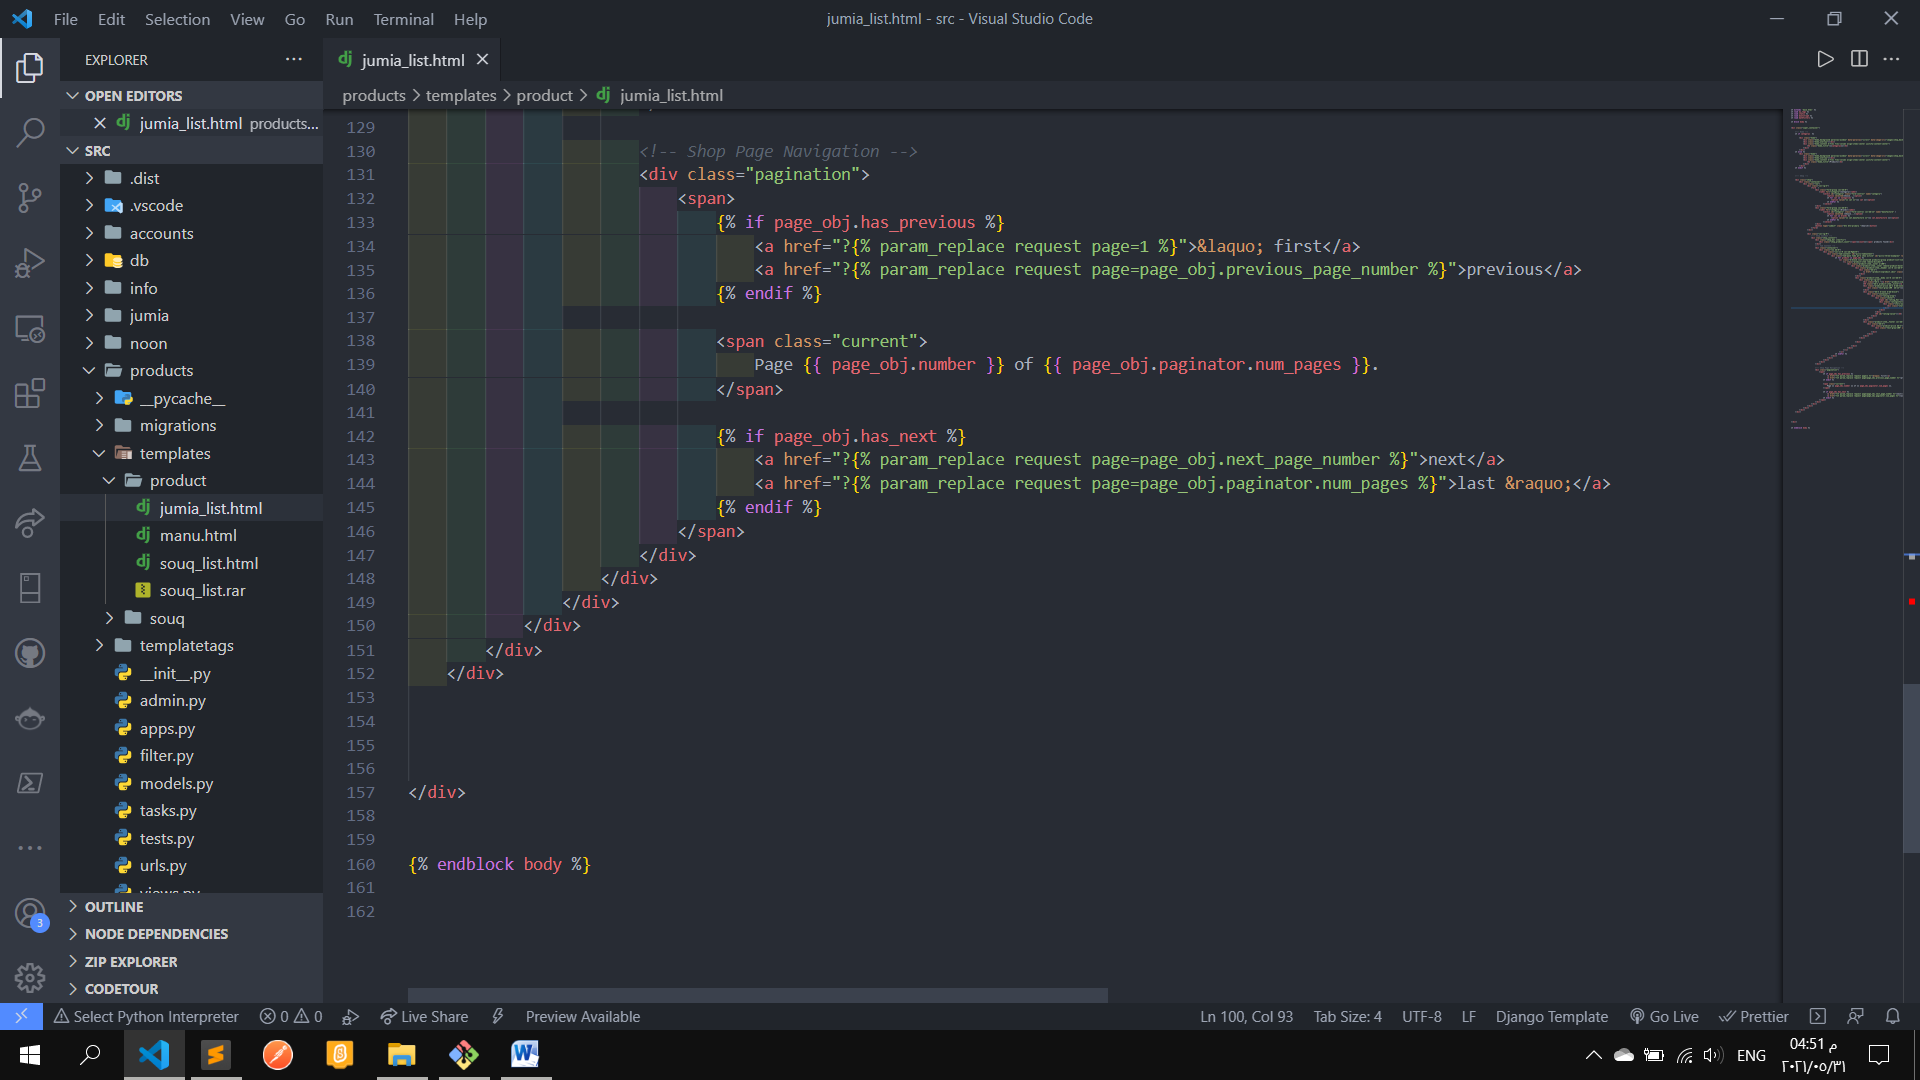 File Edit Selection View Go Run Terminal Help
jumia_list.html - src - Visual Studio Code
EXPLORER
jumia_list.html
OPEN EDITORS
jumia_list.html products...
SRC
.dist
.vscode
accounts
db
info
jumia
noon
products
__pycache__
migrations
templates
product
jumia_list.html
manu.html
souq_list.html
souq_list.rar
souq
templatetags
__init__.py
admin.py
apps.py
filter.py
models.py
tasks.py
tests.py
urls.py
views.py
OUTLINE
NODE DEPENDENCIES
ZIP EXPLORER
CODETOUR
3
products > templates > product > jumia_list.html
129
130 <!-- Shop Page Navigation -->
131 <div class="pagination">
132 <span>
133 {% if page_obj.has_previous %}
134 <a href="?{% param_replace request page=1 %}">&laquo; first</a>
135 <a href="?{% param_replace request page=page_obj.previous_page_number %}">previous</a>
136 {% endif %}
137
138 <span class="current">
139 Page {{ page_obj.number }} of {{ page_obj.paginator.num_pages }}.
140 </span>
141
142 {% if page_obj.has_next %}
143 <a href="?{% param_replace request page=page_obj.next_page_number %}">next</a>
144 <a href="?{% param_replace request page=page_obj.paginator.num_pages %}">last &raquo;</a>
145 {% endif %}
146 </span>
147 </div>
148 </div>
149 </div>
150 </div>
151 </div>
152 </div>
153
154
155
156
157 </div>
158
159
160 {% endblock body %}
161
162
Select Python Interpreter 0 0 Live Share Preview Available Ln 100, Col 93 Tab Size: 4 UTF-8 LF Django Template Go Live Prettier
ENG
04:51 م
٢٠٢١/٠٥/٣١